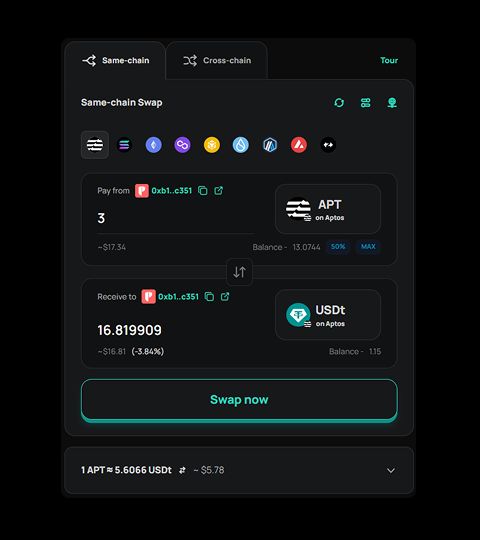 Same-chain
Cross-chain
Tour
Same-chain Swap
Pay from 0xb1..c351
APT
on Aptos
3
~$17.34
Balance - 13.0744 50% MAX
Receive to 0xb1..c351
USDt
on Aptos
16.819909
~$16.81 (-3.84%)
Balance - 1.15
Swap now
1 APT ≈ 5.6066 USDt ~ $5.78